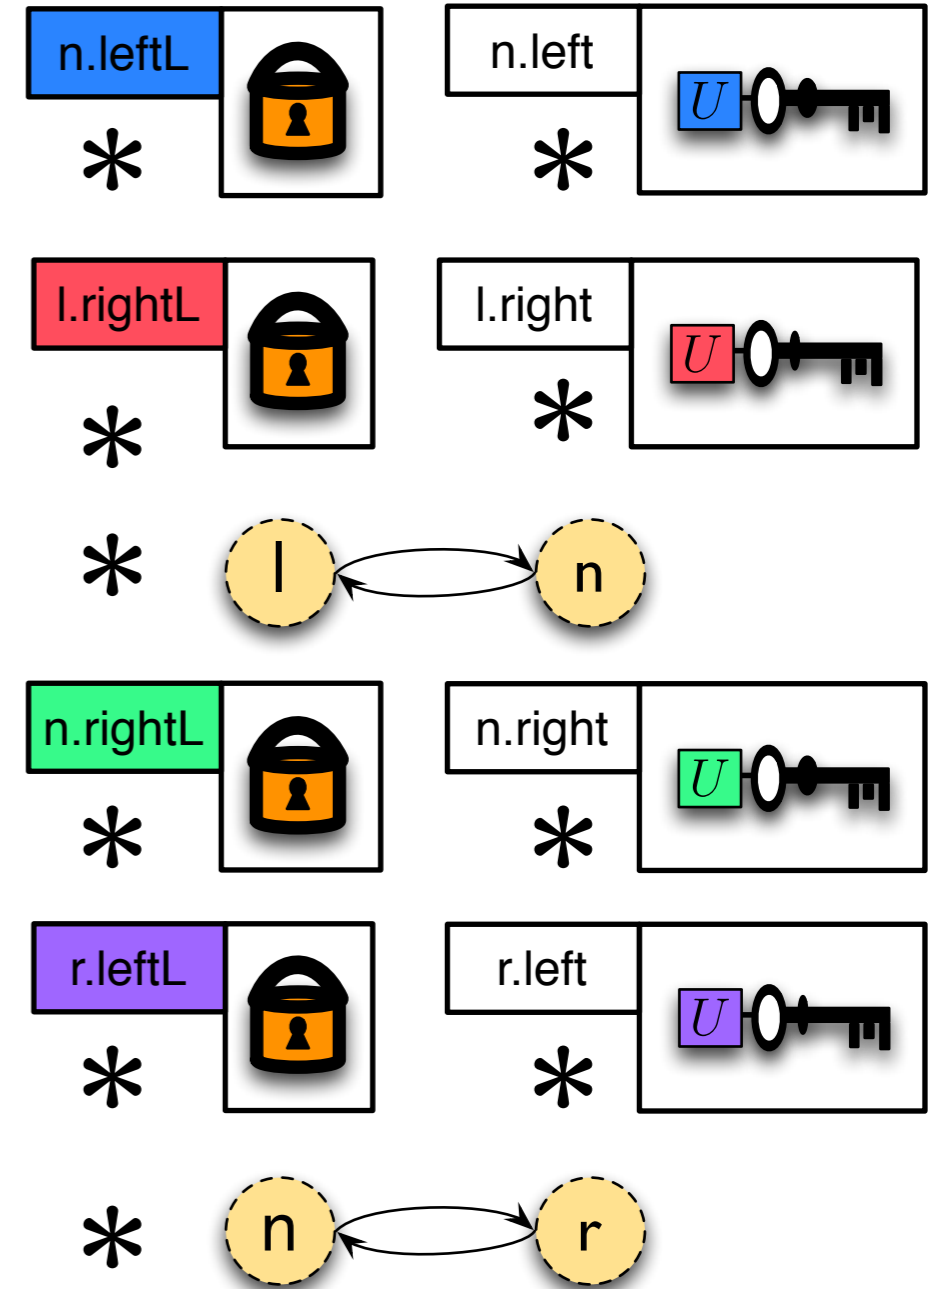 n.leftL n.left U
* *
l.rightL l.right U
* *
* l n
n.rightL n.right U
* *
r.leftL r.left U
* *
* n r